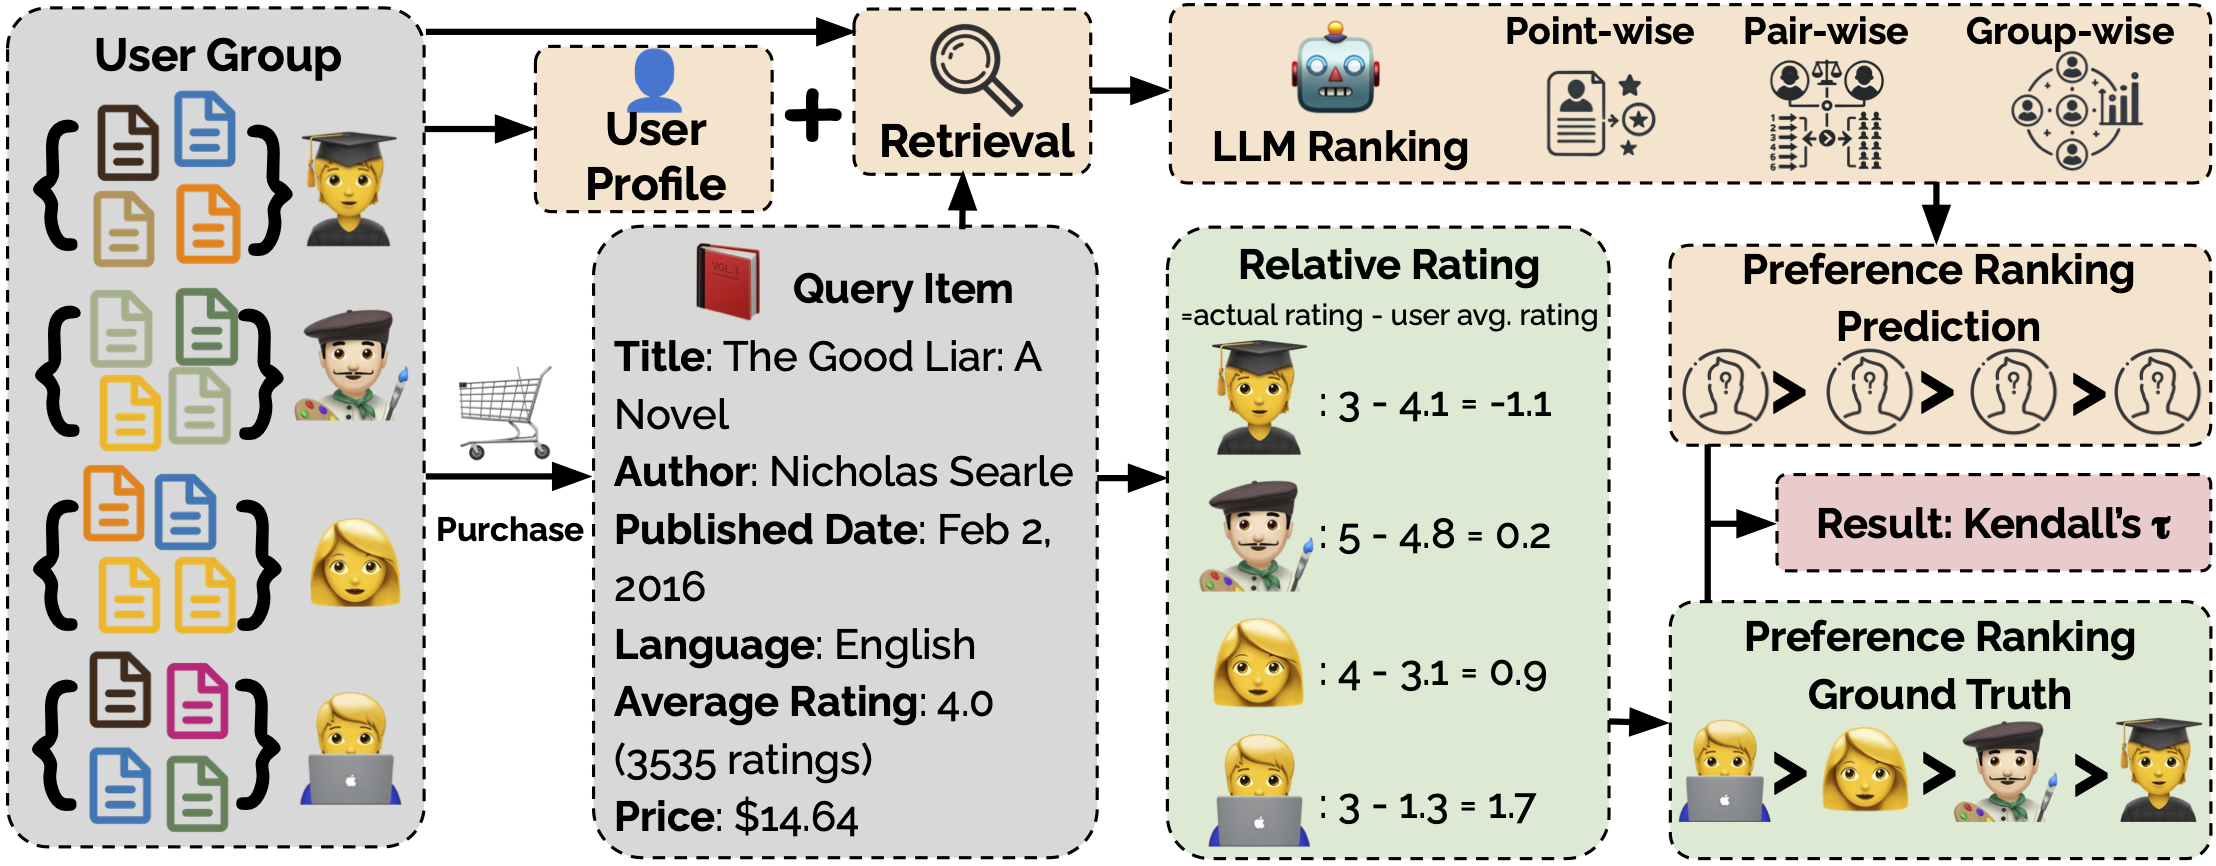 User Group
User
Profile
Retrieval
LLM Ranking
Point-wise
Pair-wise
Group-wise
Purchase
VOL. 1
Query Item
Title: The Good Liar: A
Novel
Author: Nicholas Searle
Published Date: Feb 2,
2016
Language: English
Average Rating: 4.0
(3535 ratings)
Price: $14.64
Relative Rating
=actual rating - user avg. rating
: 3 - 4.1 = -1.1
: 5 - 4.8 = 0.2
: 4 - 3.1 = 0.9
: 3 - 1.3 = 1.7
Preference Ranking
Prediction
? > ? > ? > ?
Result: Kendall's τ
Preference Ranking
Ground Truth
> > >